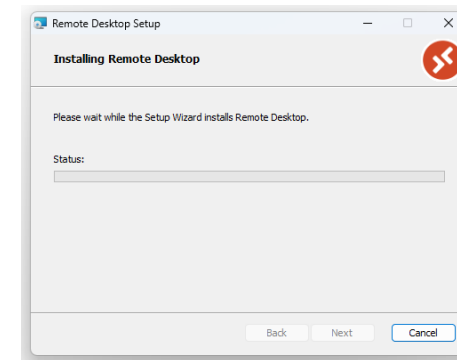 Remote Desktop Setup
Installing Remote Desktop
Please wait while the Setup Wizard installs Remote Desktop.
Status:
Back Next Cancel